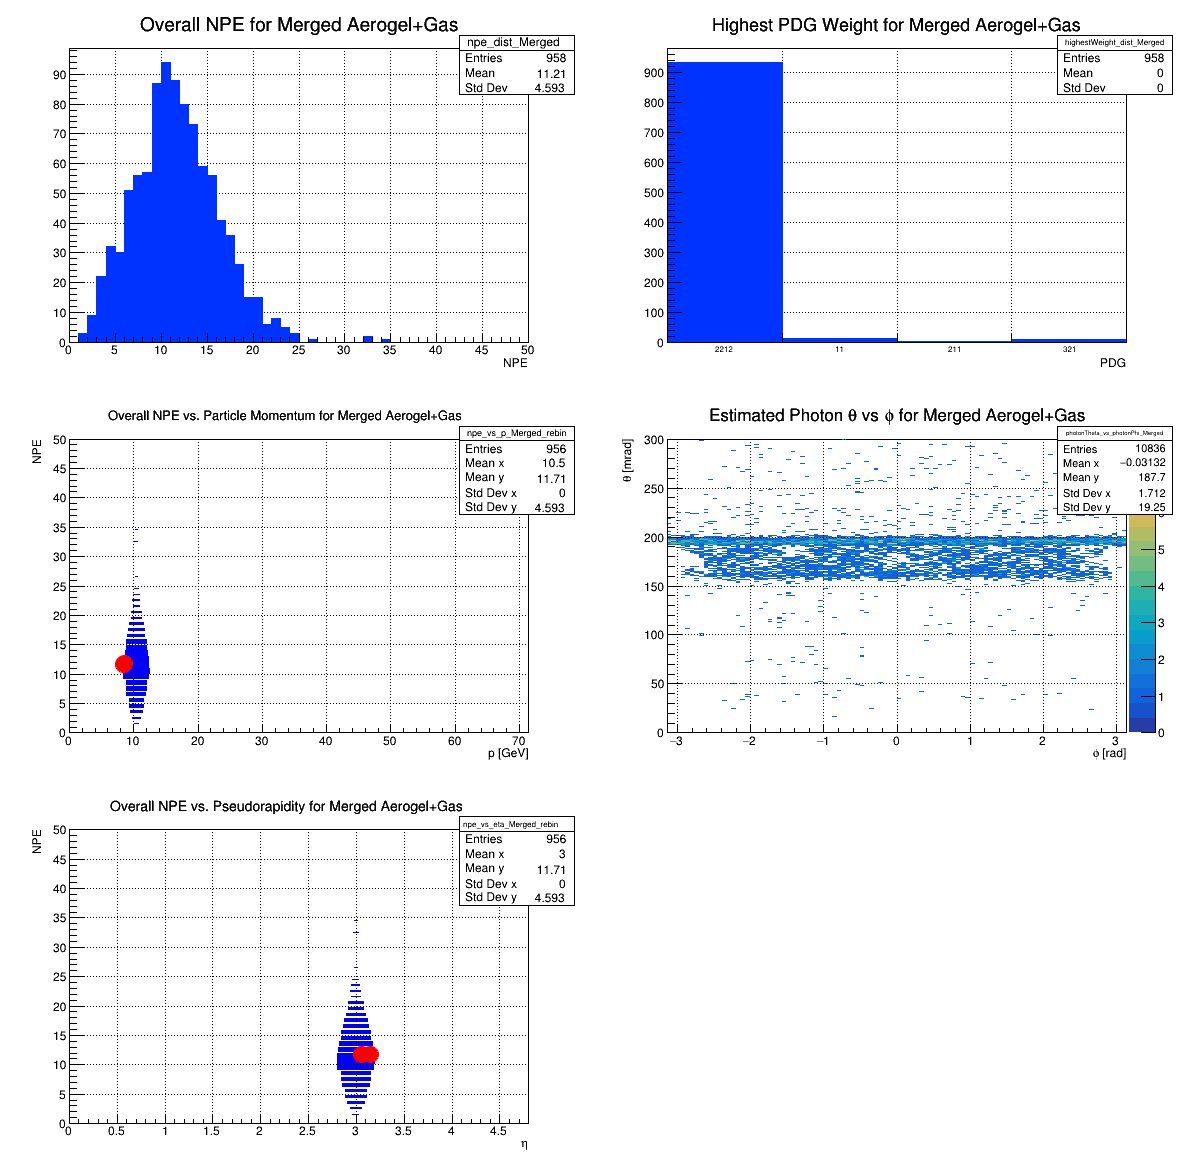 Overall NPE for Merged Aerogel+Gas
npe_dist_Merged
Entries 958
Mean 11.21
Std Dev 4.593
90
80
70
60
50
40
30
20
10
0
0 5 10 15 20 25 30 35 40 45 50
NPE
Highest PDG Weight for Merged Aerogel+Gas
highestWeight_dist_Merged
Entries 958
Mean 0
Std Dev 0
900
800
700
600
500
400
300
200
100
0
2212 11 211 321
PDG
Overall NPE vs. Particle Momentum for Merged Aerogel+Gas
npe_vs_p_Merged_rebin
Entries 956
Mean x 10.5
Mean y 11.71
Std Dev x 0
Std Dev y 4.593
NPE
50
45
40
35
30
25
20
15
10
5
0
0 10 20 30 40 50 60 70
p [GeV]
Estimated Photon θ vs ϕ for Merged Aerogel+Gas
photonTheta_vs_photonPhi_Merged
Entries 10836
Mean x −0.03132
Mean y 187.7
Std Dev x 1.712
Std Dev y 19.25
θ [mrad]
300
250
200
150
100
50
0
−3 −2 −1 0 1 2 3
ϕ [rad]
5
4
3
2
1
0
Overall NPE vs. Pseudorapidity for Merged Aerogel+Gas
npe_vs_eta_Merged_rebin
Entries 956
Mean x 3
Mean y 11.71
Std Dev x 0
Std Dev y 4.593
NPE
50
45
40
35
30
25
20
15
10
5
0
0 0.5 1 1.5 2 2.5 3 3.5 4 4.5
η